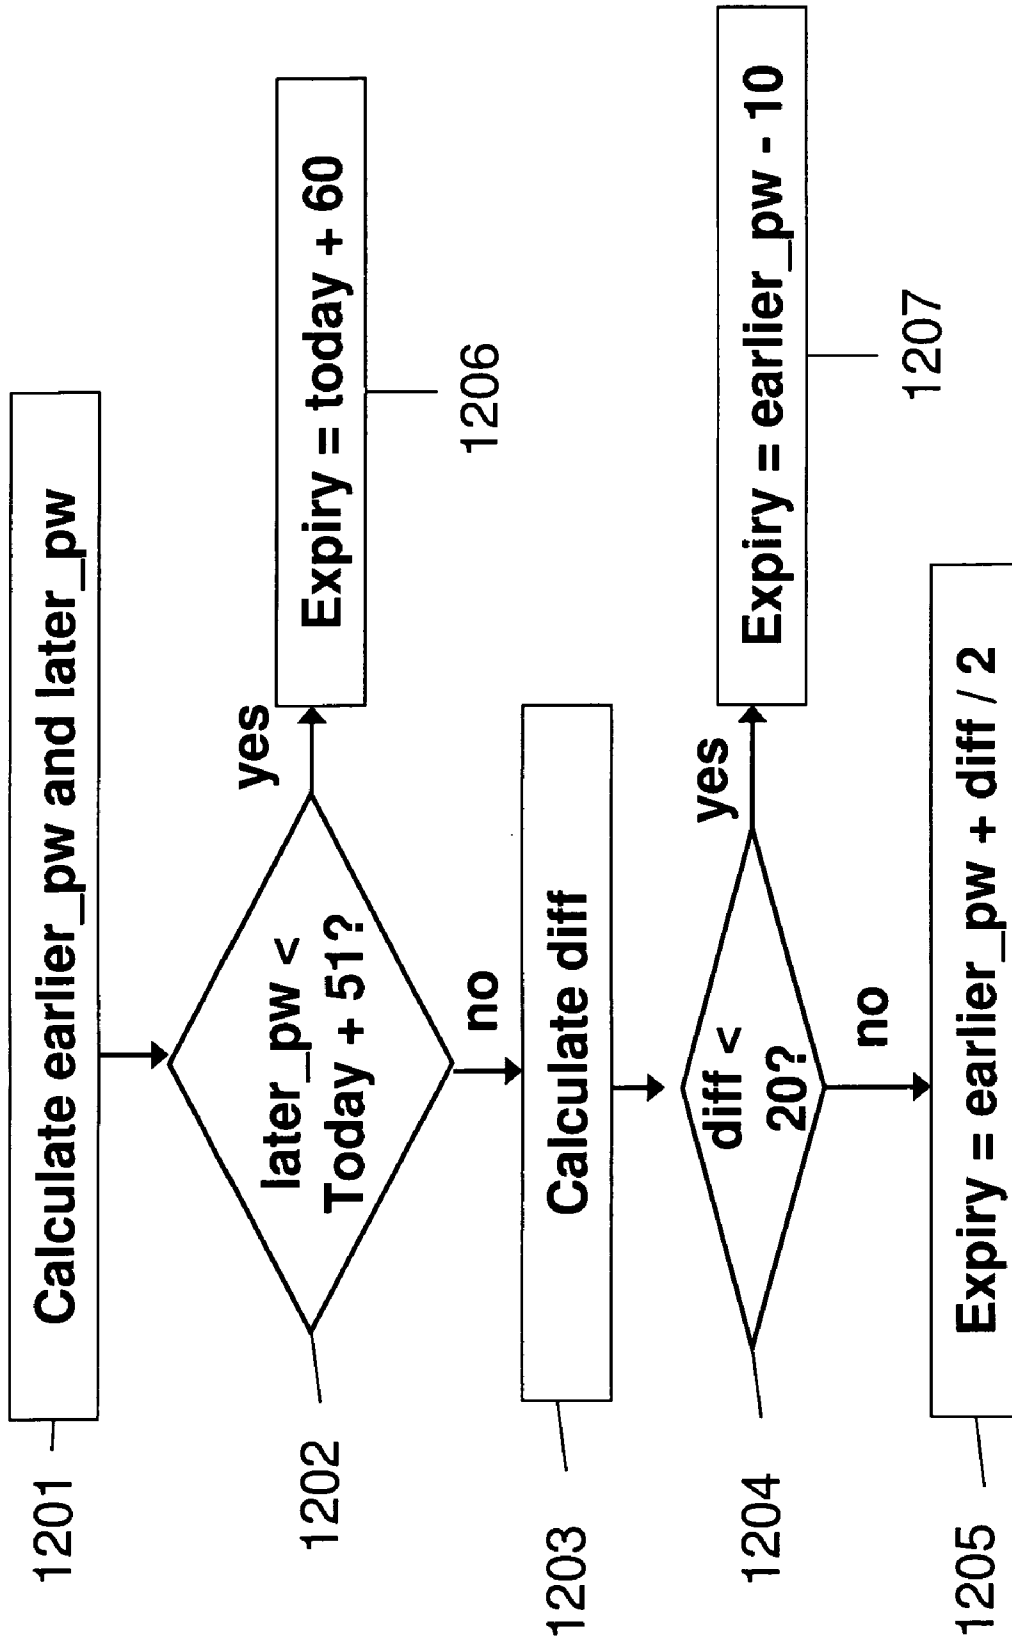 1201
Calculate earlier_pw and later_pw
1202
later_pw <
Today + 51?
yes
Expiry = today + 60
1206
no
1203
Calculate diff
1204
diff <
20?
yes
Expiry = earlier_pw - 10
1207
no
1205
Expiry = earlier_pw + diff / 2